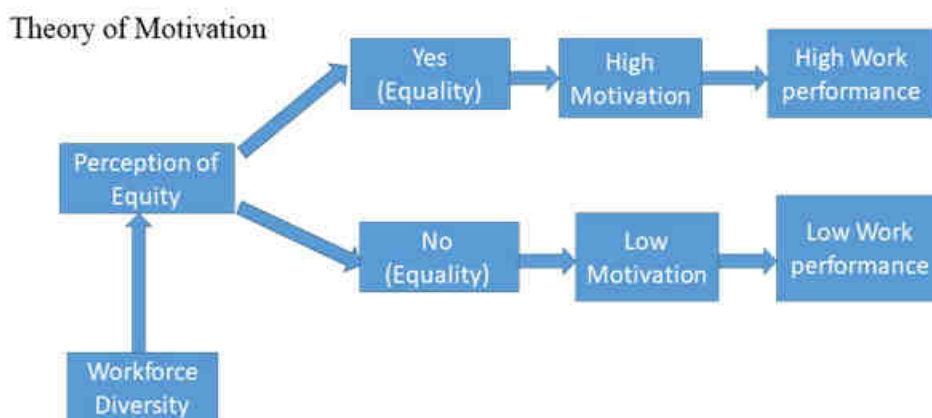 Theory of Motivation
Yes
(Equality)
High
Motivation
High Work
performance
Perception of
Equity
No
(Equality)
Low
Motivation
Low Work
performance
Workforce
Diversity